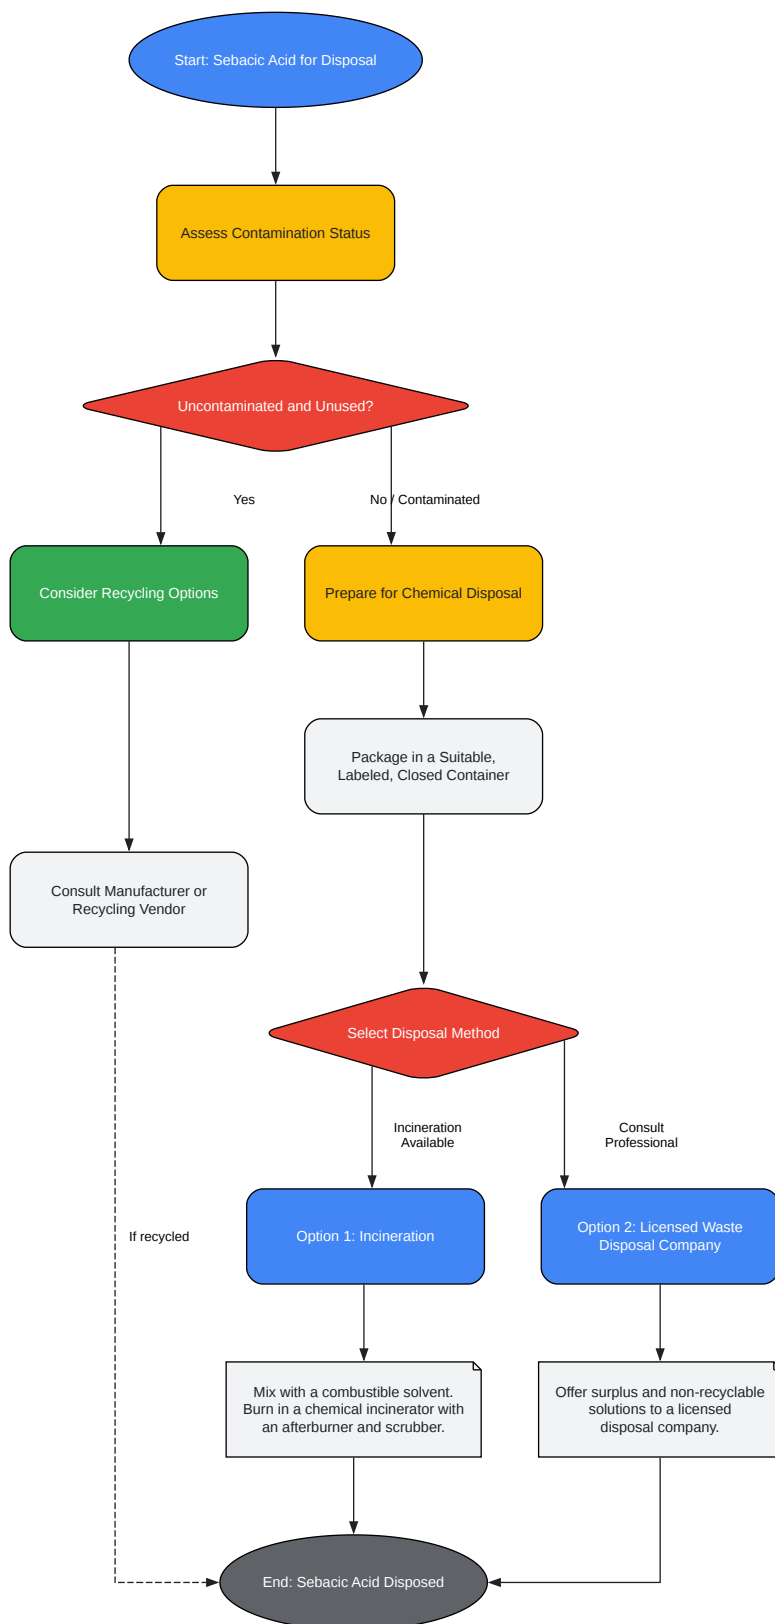 Start: Sebacic Acid for Disposal
Assess Contamination Status
Uncontaminated and Unused?
Yes
No / Contaminated
Consider Recycling Options
Prepare for Chemical Disposal
Package in a Suitable,
Labeled, Closed Container
Consult Manufacturer or
Recycling Vendor
Select Disposal Method
Incineration
Available
Consult
Professional
If recycled
Option 1: Incineration
Option 2: Licensed Waste
Disposal Company
Mix with a combustible solvent.
Burn in a chemical incinerator with
an afterburner and scrubber.
Offer surplus and non-recyclable
solutions to a licensed
disposal company.
End: Sebacic Acid Disposed